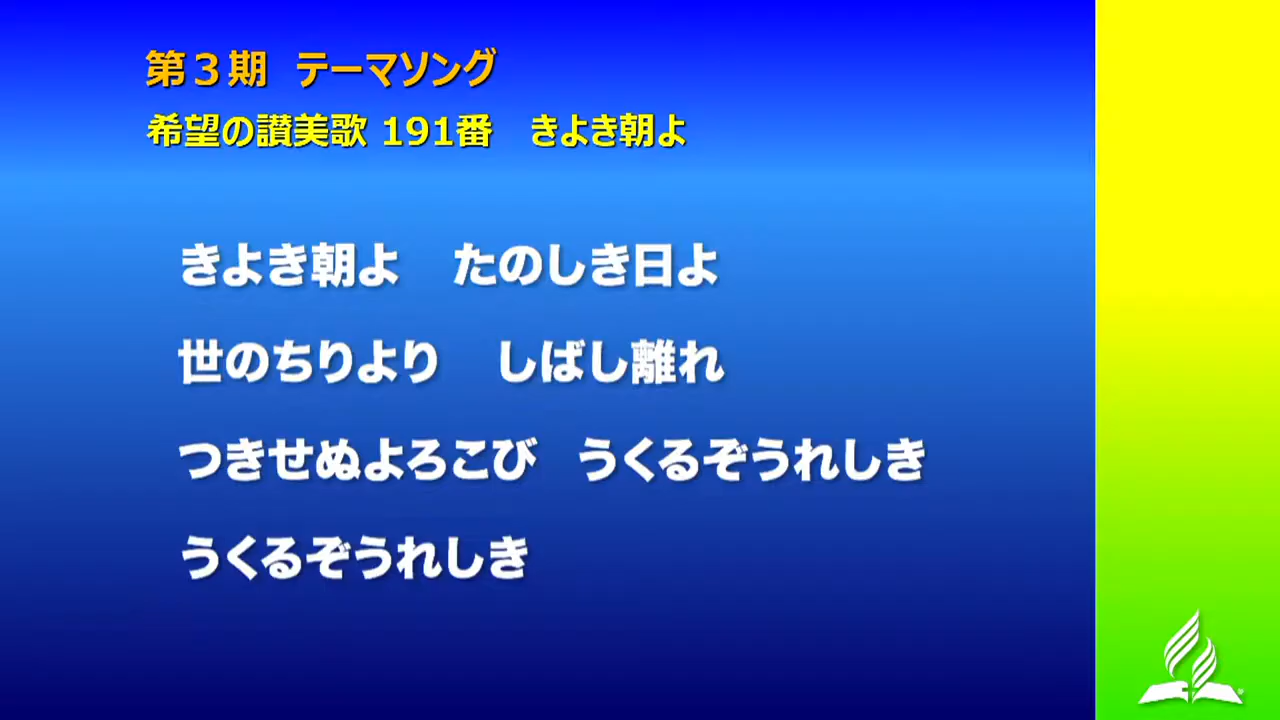 第３期　テーマソング
希望の讃美歌 191番　きよき朝よ
きよき朝よ　たのしき日よ
世のちりより　しばし離れ
つきせぬよろこび　うくるぞうれしき
うくるぞうれしき